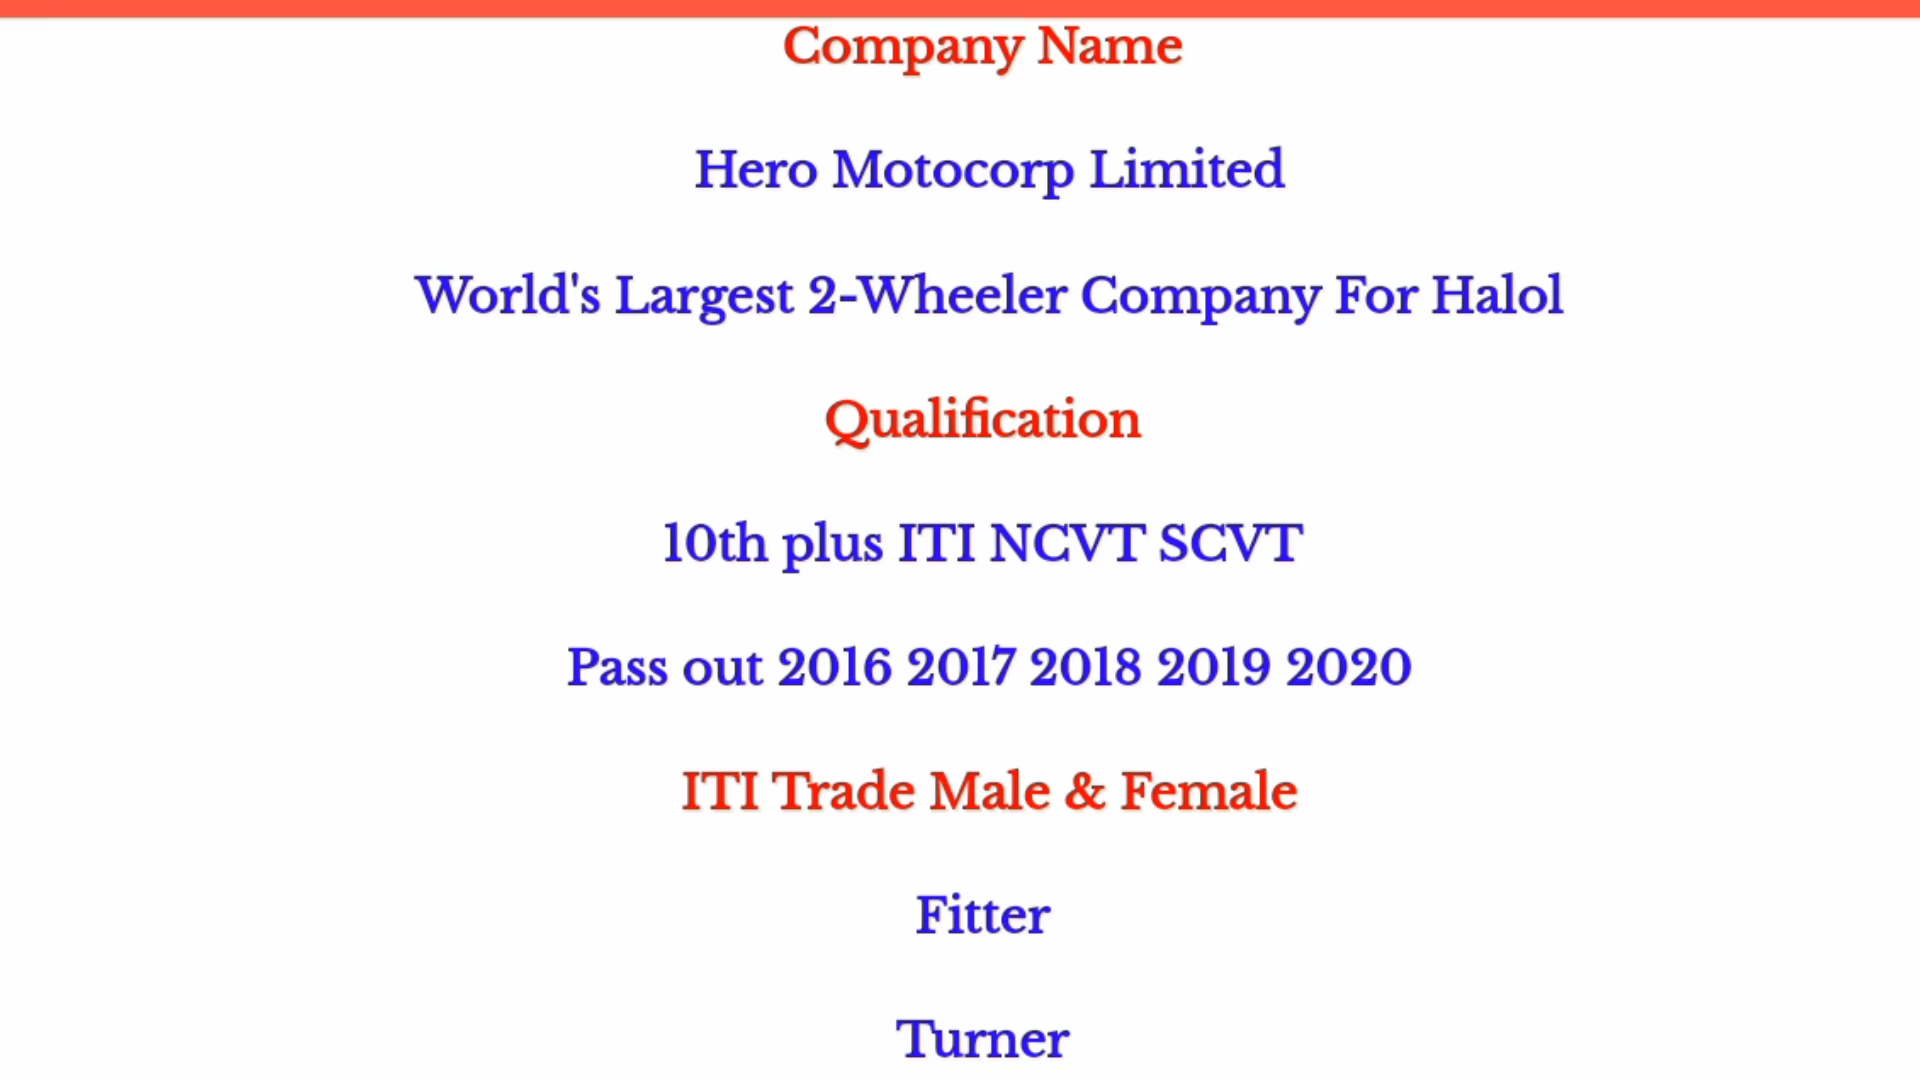 Company Name
Hero Motocorp Limited
World's Largest 2-Wheeler Company For Halol
Qualification
10th plus ITI NCVT SCVT
Pass out 2016 2017 2018 2019 2020
ITI Trade Male & Female
Fitter
Turner